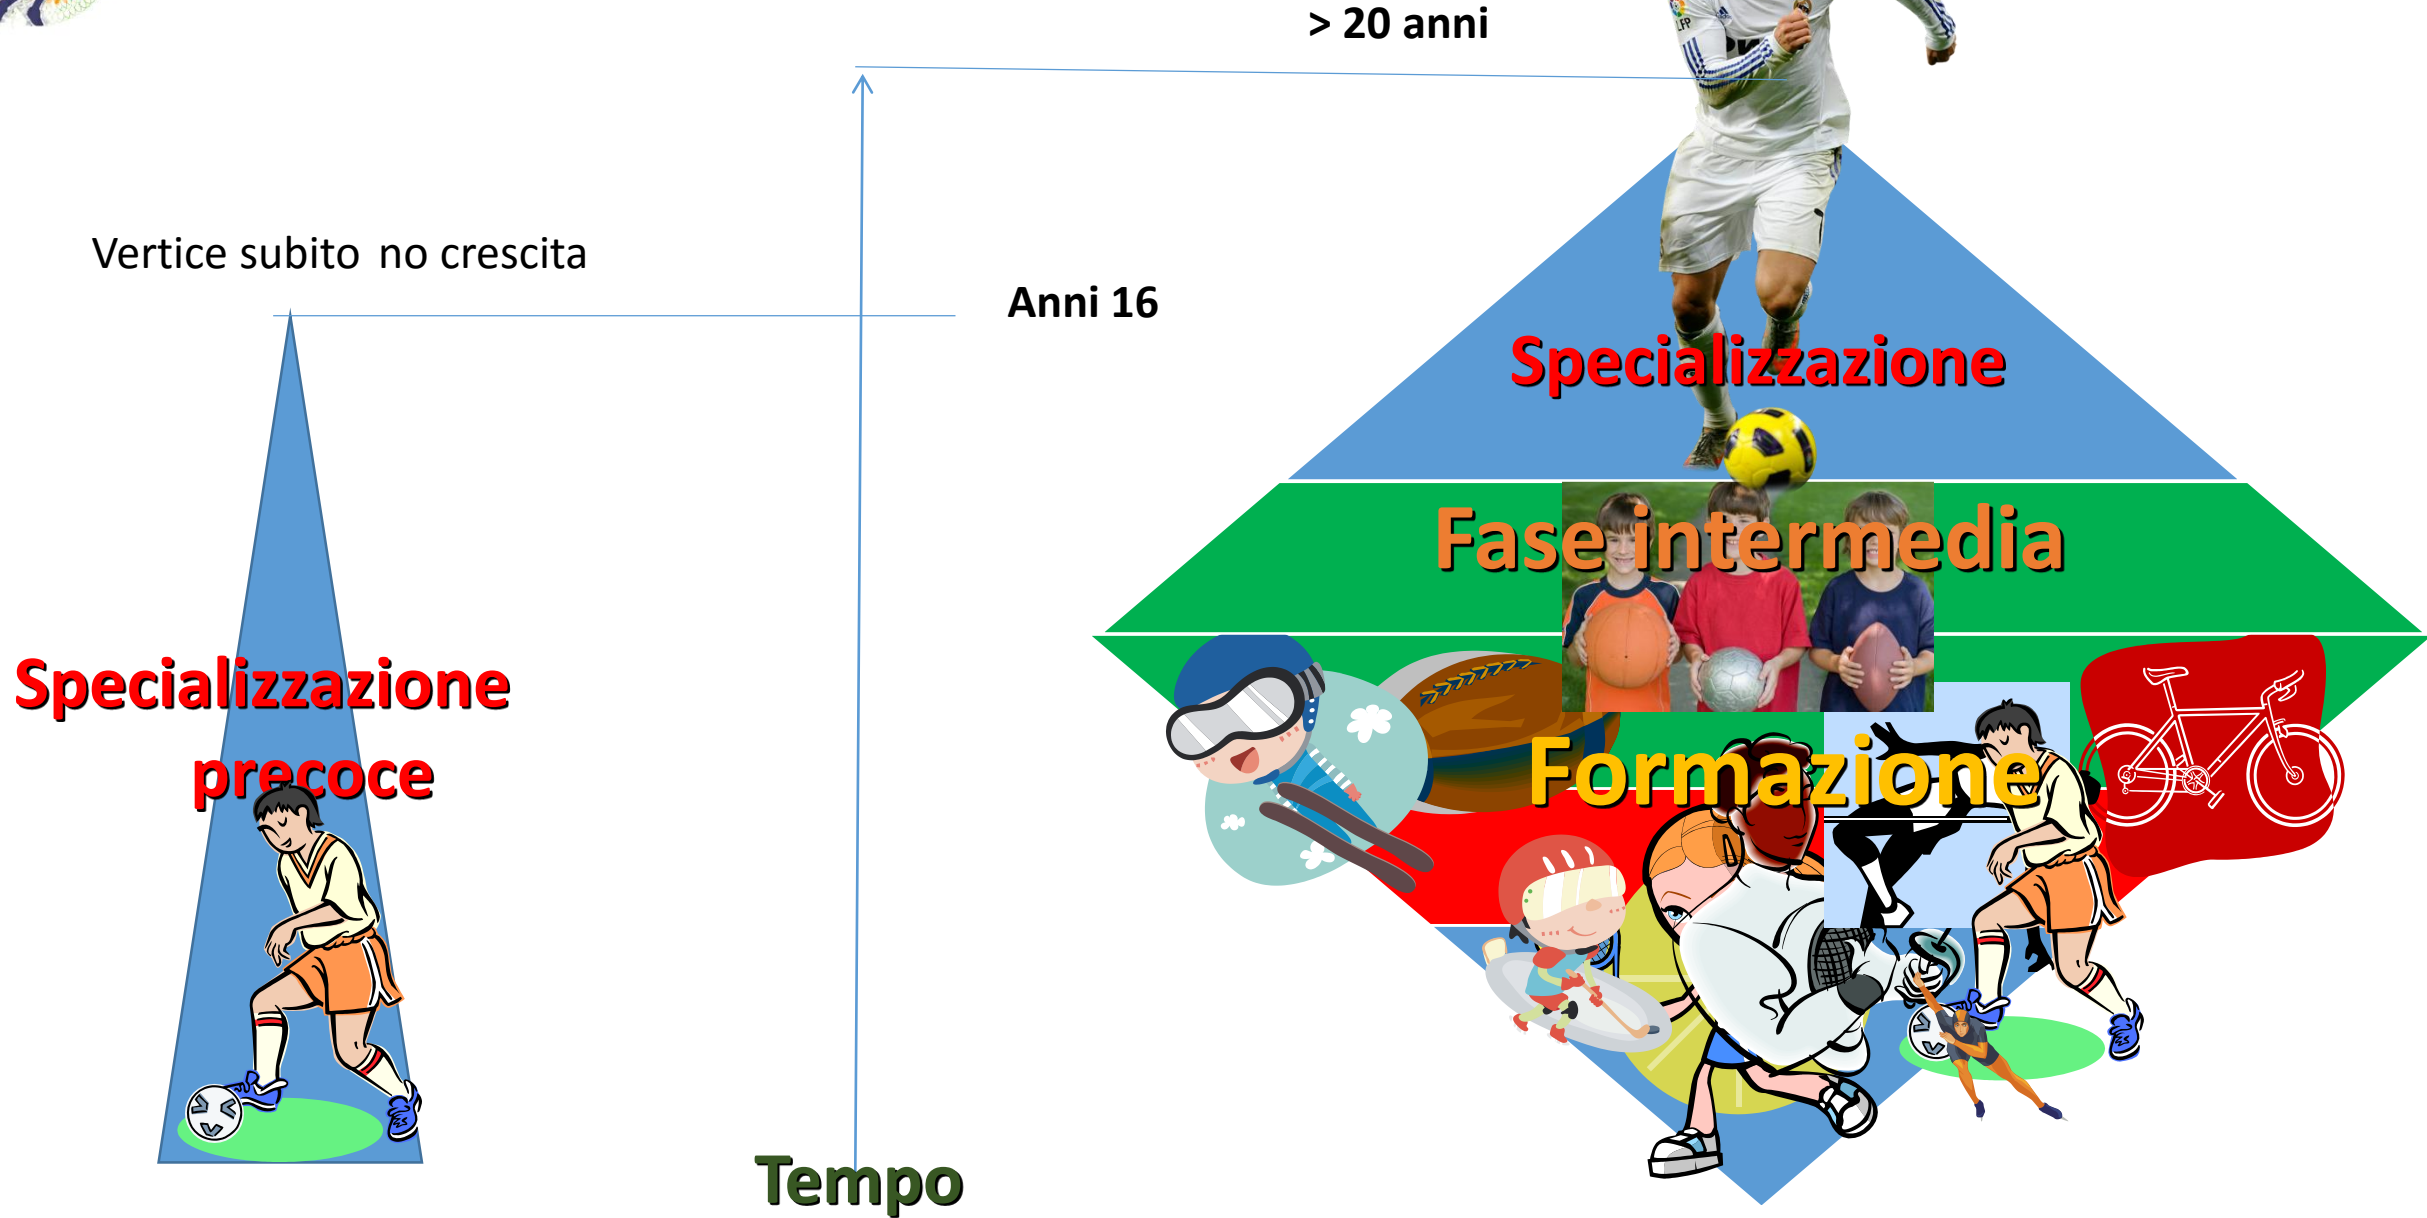 > 20 anni
Vertice subito no crescita
Anni 16
Specializzazione
Fase intermedia
Specializzazione
precoce
Formazione
Tempo